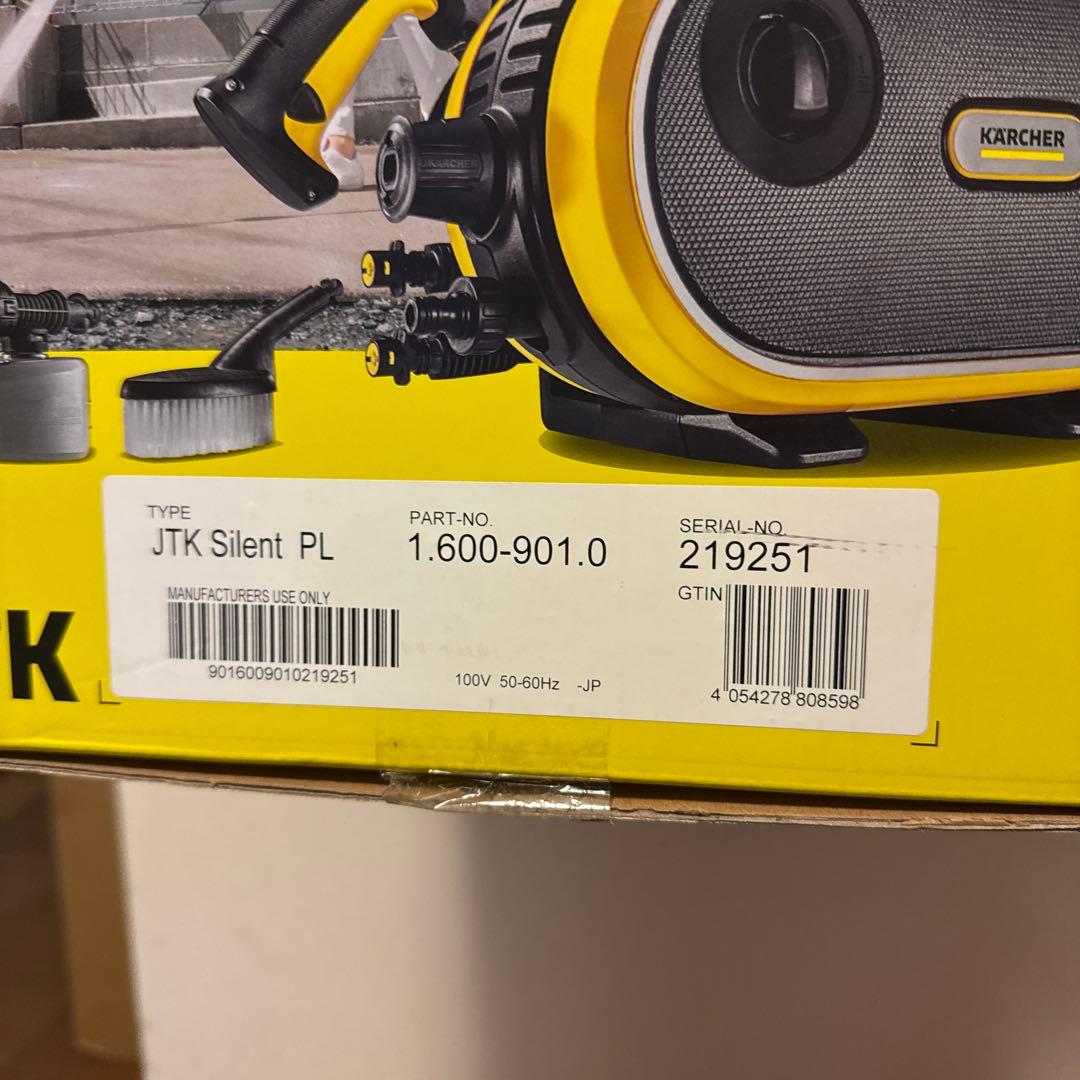 KÄRCHER
KÄRCHER
TYPE
JTK Silent PL
PART-NO.
1.600-901.0
SERIAL-NO.
219251
MANUFACTURERS USE ONLY
9016009010219251
100V 50-60Hz -JP
GTIN
4 054278 808598
K